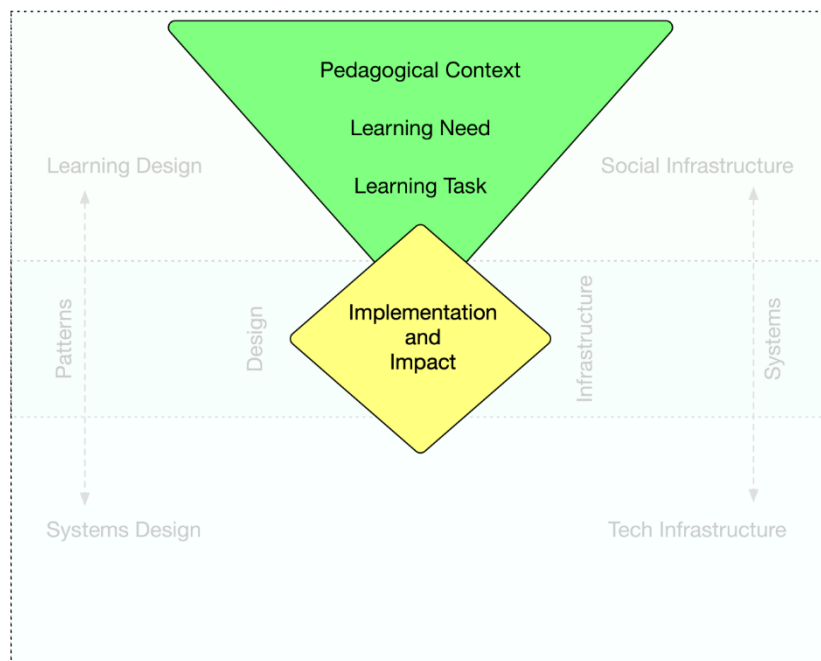 Pedagogical Context
Learning Need
Learning Design
Social Infrastructure
Learning Task
Patterns
Design
Implementation
and
Impact
Infrastructure
Systems
Systems Design
Tech Infrastructure